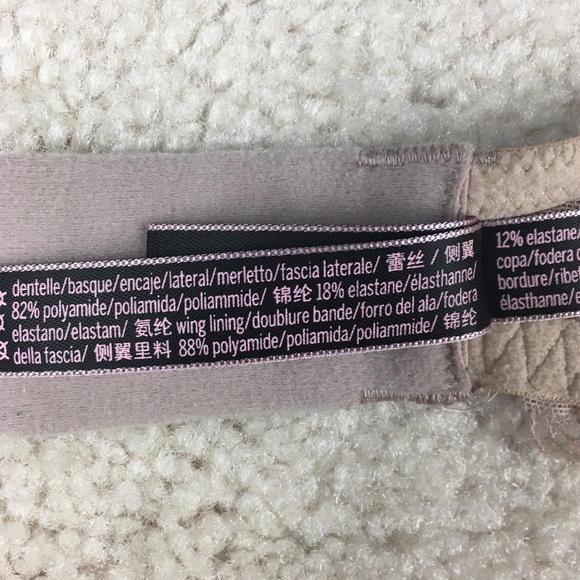 dentelle/basque/encaje/lateral/merletto/fascia laterale/ 蕾丝 / 侧翼
82% polyamide/poliamida/poliammide/ 锦纶 18% elastane/élasthanne/
elastano/elastam/ 氨纶 wing lining/doublure bande/forro del ala/fodera
della fascia/ 侧翼里料 88% polyamide/poliamida/poliammide/ 锦纶
12% elastane/
copa/fodera d
bordure/ribe
élasthanne/e